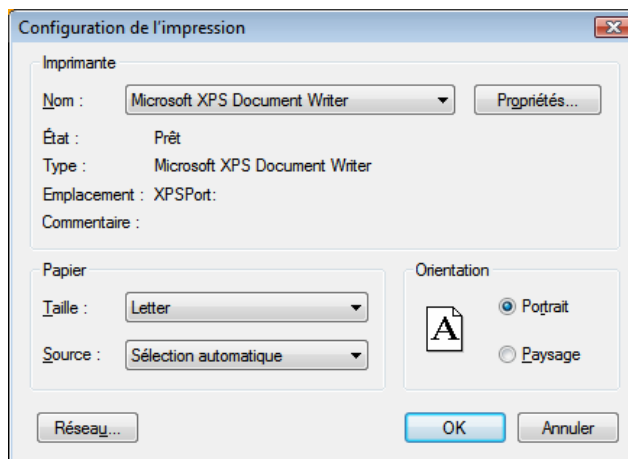 Configuration de l'impression
Imprimante
Nom : Microsoft XPS Document Writer Propriétés...
État : Prêt
Type : Microsoft XPS Document Writer
Emplacement : XPSPort:
Commentaire :
Papier
Taille : Letter
Source : Sélection automatique
Orientation
A
Portrait
Paysage
Réseau... OK Annuler